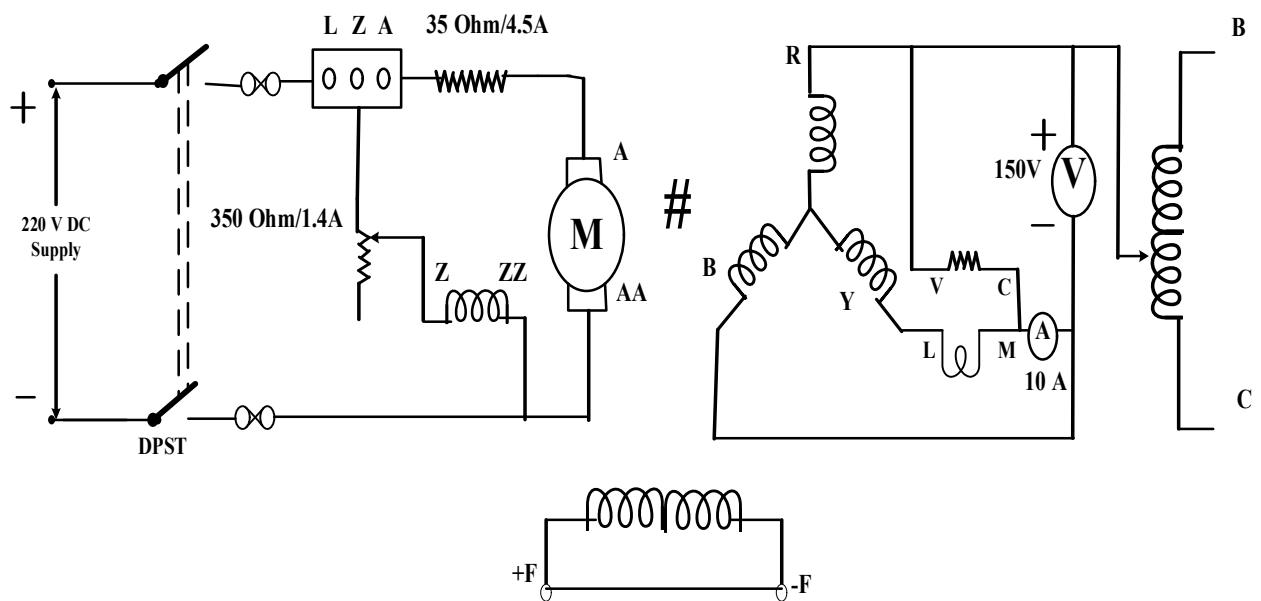 L Z A
35 Ohm/4.5A
+
220 V DC
Supply
−
DPST
350 Ohm/1.4A
Z
ZZ
A
M
AA
#
R
B
Y
V
C
L
M
A
10 A
+
150V
V
−
B
C
+F
-F